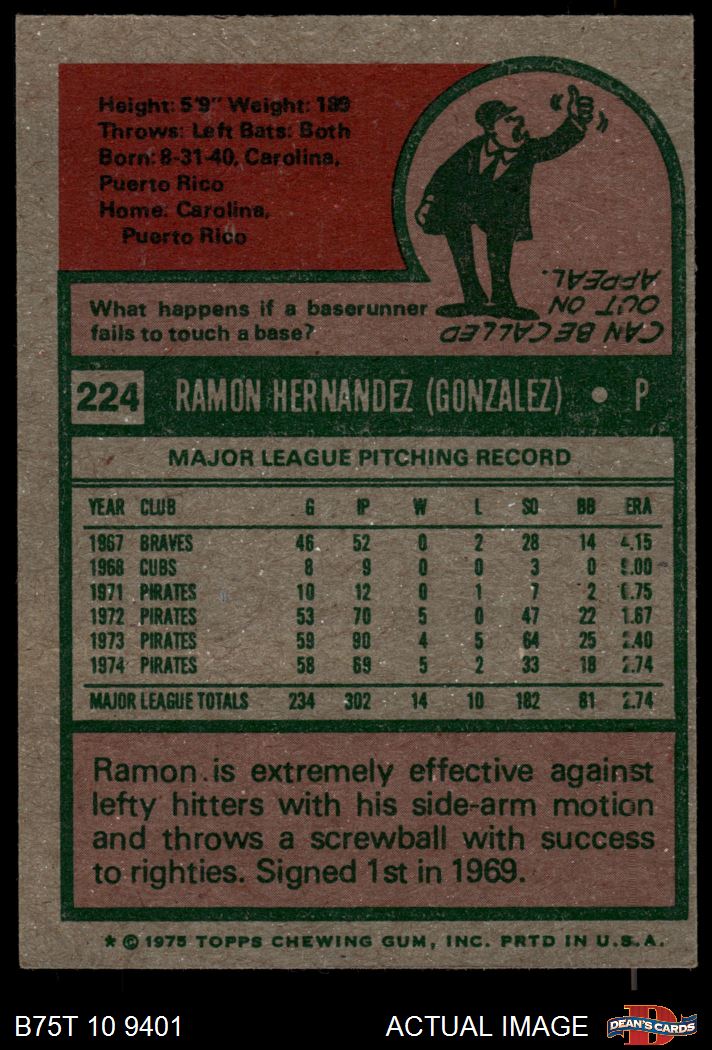 Height: 5'9" Weight: 189
Throws: Left Bats: Both
Born: 8-31-40, Carolina,
Puerto Rico
Home: Carolina,
Puerto Rico
What happens if a baserunner
fails to touch a base?
CAN BE CALLED
OUT ON
APPEAL.
224 RAMON HERNANDEZ (GONZALEZ) • P
MAJOR LEAGUE PITCHING RECORD
YEAR CLUB G IP W L SO BB ERA
1967 BRAVES 46 52 0 2 28 14 4.15
1968 CUBS 8 9 0 0 3 0 9.00
1971 PIRATES 10 12 0 1 7 2 0.75
1972 PIRATES 53 70 5 0 47 22 1.67
1973 PIRATES 59 90 4 5 64 25 2.40
1974 PIRATES 58 69 5 2 33 18 2.74
MAJOR LEAGUE TOTALS 234 302 14 10 182 81 2.74
Ramon is extremely effective against
lefty hitters with his side-arm motion
and throws a screwball with success
to righties. Signed 1st in 1969.
* © 1975 TOPPS CHEWING GUM, INC. PRTD IN U.S.A.
B75T 10 9401 ACTUAL IMAGE DEAN'S CARDS